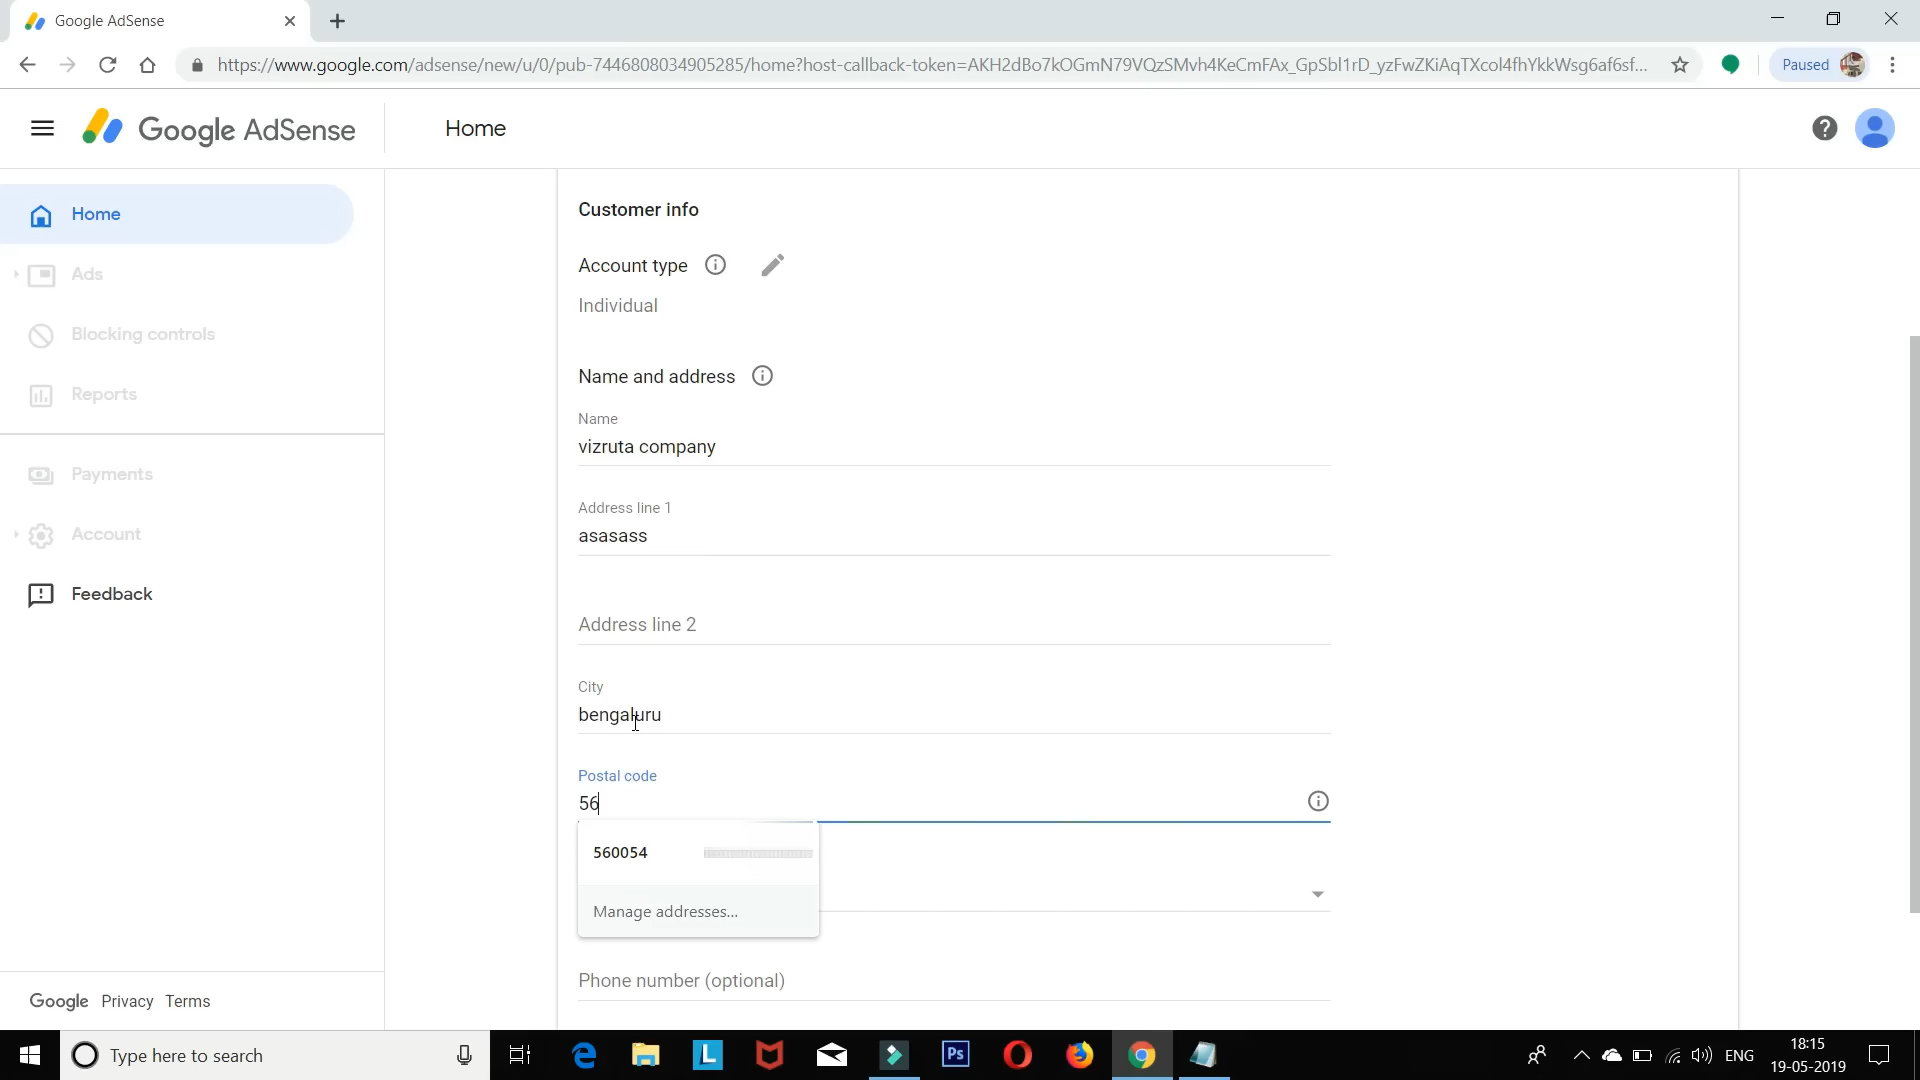 Google AdSense
https://www.google.com/adsense/new/u/0/pub-7446808034905285/home?host-callback-token=AKH2dBo7kOGmN79VQzSMvh4KeCmFAx_GpSbl1rD_yzFwZKiAqTXcol4fhYkkWsg6af6sf...
Paused
Google AdSense
Home
Home
Ads
Blocking controls
Reports
Payments
Account
Feedback
Google Privacy Terms
Customer info
Account type
Individual
Name and address
Name
vizruta company
Address line 1
asasass
Address line 2
City
bengaluru
Postal code
56
560054
Manage addresses...
Phone number (optional)
Type here to search
L
Ps
ENG
18:15
19-05-2019